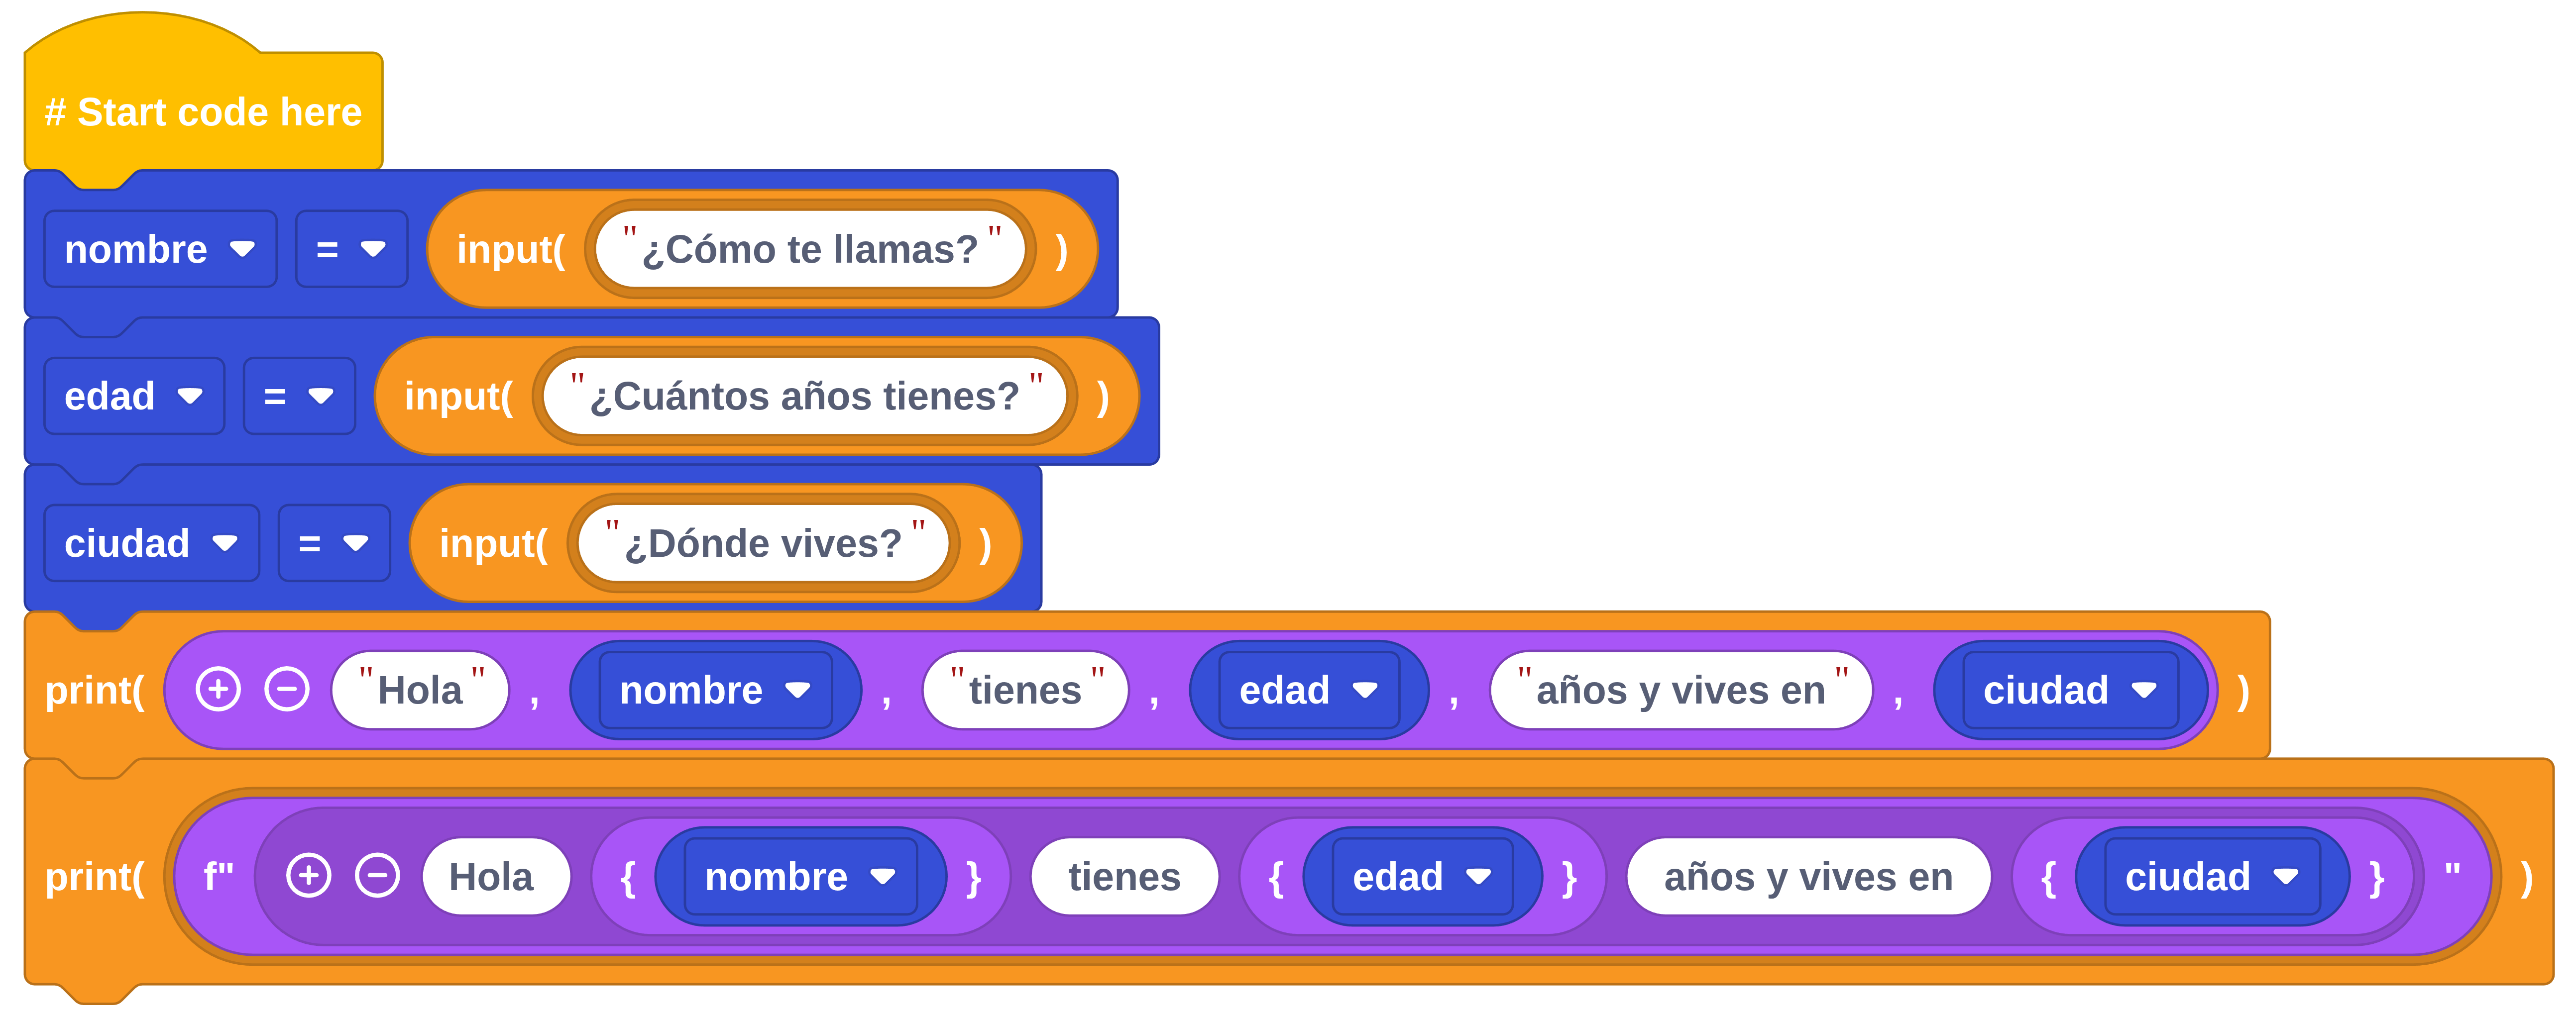 # Start code here
nombre = input( "¿Cómo te llamas?" )
edad = input( "¿Cuántos años tienes?" )
ciudad = input( "¿Dónde vives?" )
print( "Hola" , nombre , "tienes" , edad , "años y vives en" , ciudad )
print( f" Hola { nombre } tienes { edad } años y vives en { ciudad } " )